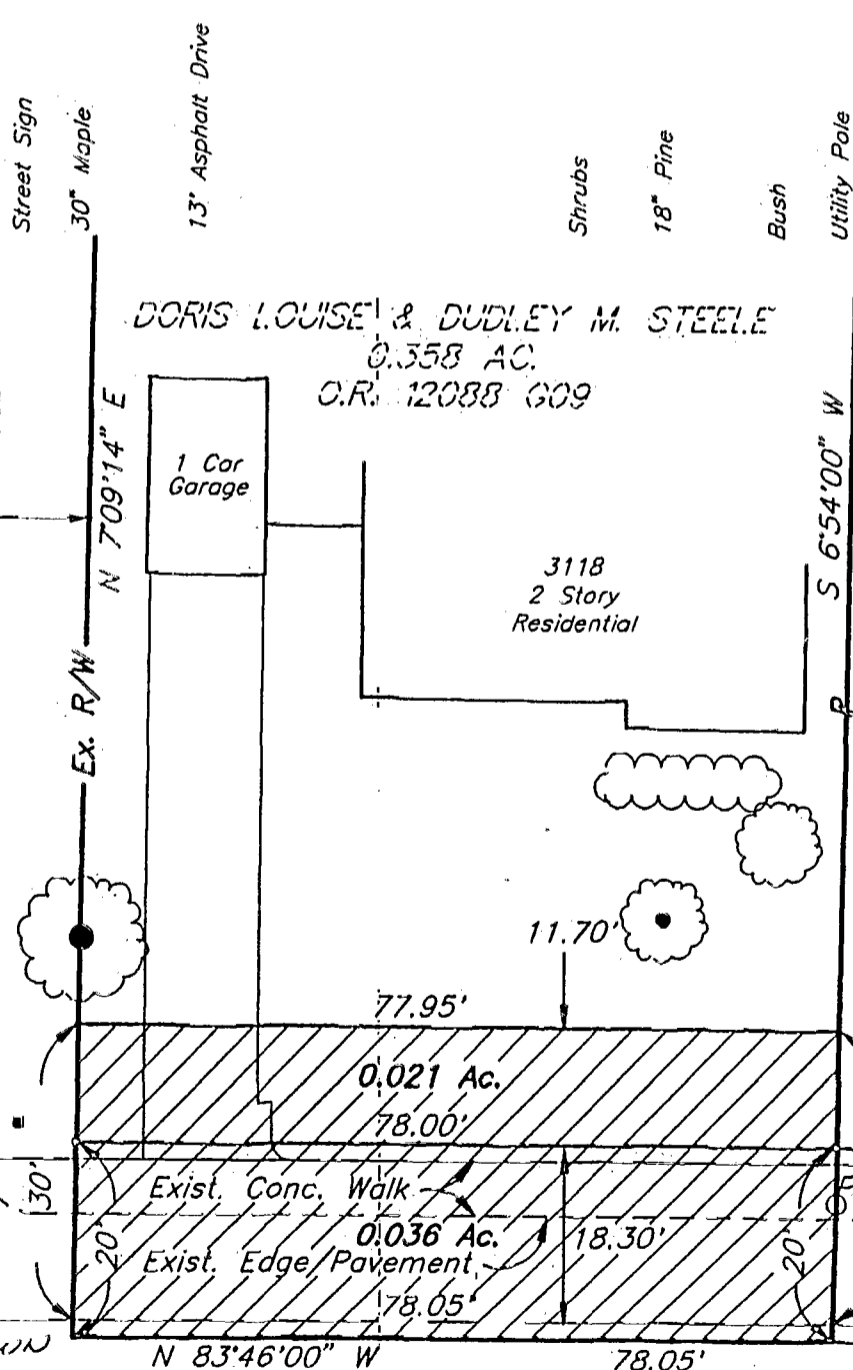 Street Sign
30" Maple
13' Asphalt Drive
Shrubs
18" Pine
Bush
Utility Pole
DORIS LOUISE & DUDLEY M. STEELE
0.358 AC.
O.R. 12088 G09
N 7°09'14" E
1 Car
Garage
S 6°54'00" W
3118
2 Story
Residential
Ex. R/W
11.70'
77.95'
0.021 Ac.
78.00'
30'
Exist. Conc. Walk
0.036 Ac.
18.30'
20'
20'
Exist. Edge/Pavement
78.05'
N 83°46'00" W
78.05'